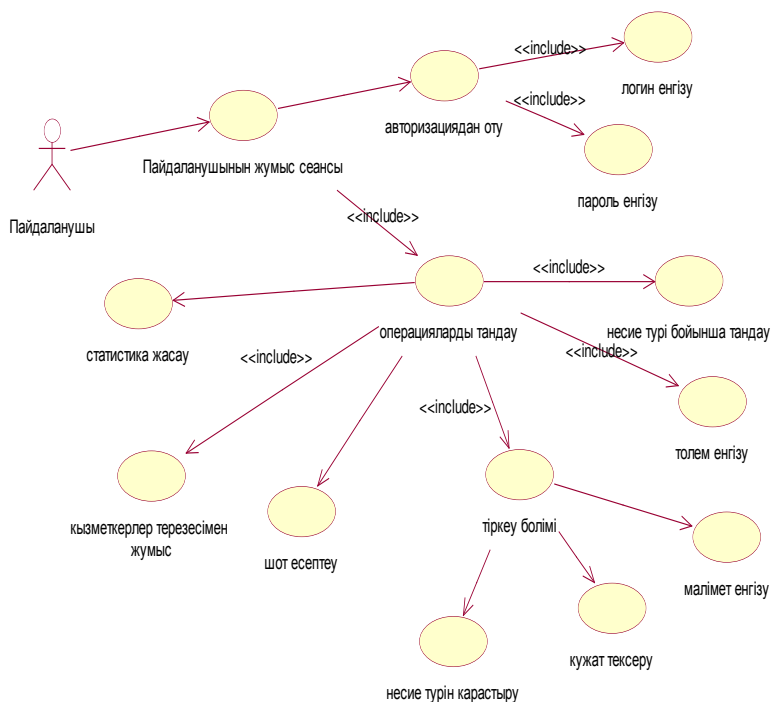 <<include>>
логин енгізу
<<include>>
авторизациядан оту
Пайдаланушынын жумыс сеансы
пароль енгізу
<<include>>
Пайдаланушы
<<include>>
операцияларды тандау
несие турі бойынша тандау
статистика жасау
<<include>>
<<include>>
<<include>>
толем енгізу
кызметкерлер терезесімен
жумыс
шот есептеу
тіркеу болімі
малімет енгізу
кужат тексеру
несие турін карастыру